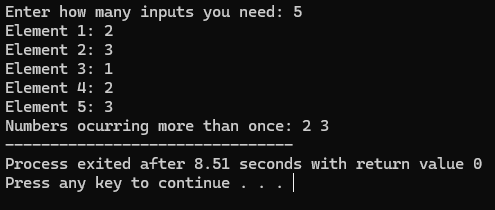 Enter how many inputs you need: 5
Element 1: 2
Element 2: 3
Element 3: 1
Element 4: 2
Element 5: 3
Numbers ocurring more than once: 2 3
--------------------------------
Process exited after 8.51 seconds with return value 0
Press any key to continue . . .